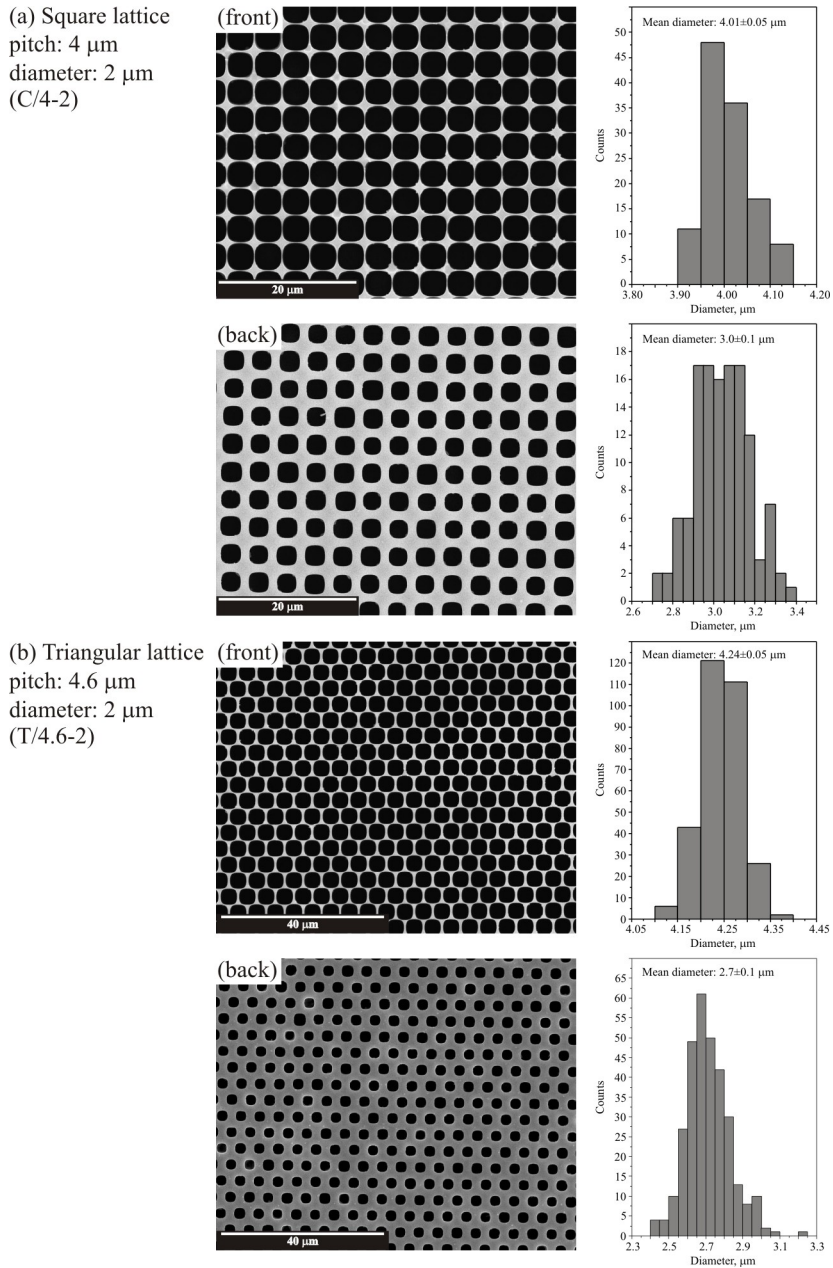 (a) Square lattice
pitch: 4 μm
diameter: 2 μm
(C/4-2)
(front)
20 μm
Mean diameter: 4.01±0.05 μm
Counts
55
50
45
40
35
30
25
20
15
10
5
0
3.80 3.90 4.00 4.10 4.20
Diameter, μm
(back)
20 μm
Mean diameter: 3.0±0.1 μm
Counts
18
16
14
12
10
8
6
4
2
0
2.6 2.8 3.0 3.2 3.4
Diameter, μm
(b) Triangular lattice
pitch: 4.6 μm
diameter: 2 μm
(T/4.6-2)
(front)
40 μm
Mean diameter: 4.24±0.05 μm
Counts
120
110
100
90
80
70
60
50
40
30
20
10
0
4.05 4.15 4.25 4.35 4.45
Diameter, μm
(back)
40 μm
Mean diameter: 2.7±0.1 μm
Counts
65
60
55
50
45
40
35
30
25
20
15
10
5
0
2.3 2.5 2.7 2.9 3.1 3.3
Diameter, μm